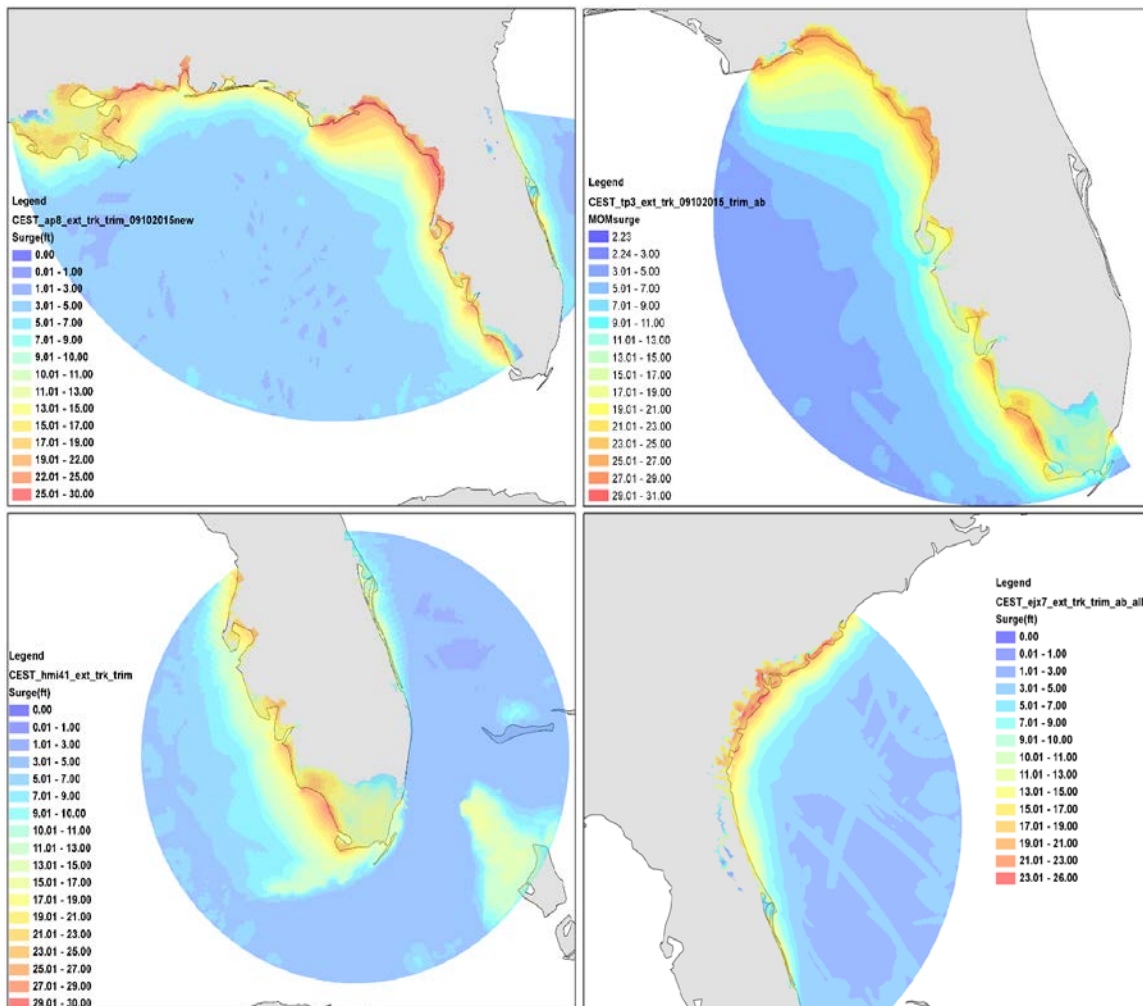 Legend
CEST_ap8_ext_trk_trim_09102015new
Surge(ft)
0.00
0.01 - 1.00
1.01 - 3.00
3.01 - 5.00
5.01 - 7.00
7.01 - 9.00
9.01 - 10.00
10.01 - 11.00
11.01 - 13.00
13.01 - 15.00
15.01 - 17.00
17.01 - 19.00
19.01 - 22.00
22.01 - 25.00
25.01 - 30.00
Legend
CEST_tp3_ext_trk_09102015_trim_ab
MOMsurge
2.23
2.24 - 3.00
3.01 - 5.00
5.01 - 7.00
7.01 - 9.00
9.01 - 11.00
11.01 - 13.00
13.01 - 15.00
15.01 - 17.00
17.01 - 19.00
19.01 - 21.00
21.01 - 23.00
23.01 - 25.00
25.01 - 27.00
27.01 - 29.00
29.01 - 31.00
Legend
CEST_hmi41_ext_trk_trim
Surge(ft)
0.00
0.01 - 1.00
1.01 - 3.00
3.01 - 5.00
5.01 - 7.00
7.01 - 9.00
9.01 - 10.00
10.01 - 11.00
11.01 - 13.00
13.01 - 15.00
15.01 - 17.00
17.01 - 19.00
19.01 - 21.00
21.01 - 23.00
23.01 - 25.00
25.01 - 27.00
27.01 - 29.00
29.01 - 30.00
Legend
CEST_ejx7_ext_trk_trim_ab_all
Surge(ft)
0.00
0.01 - 1.00
1.01 - 3.00
3.01 - 5.00
5.01 - 7.00
7.01 - 9.00
9.01 - 10.00
10.01 - 11.00
11.01 - 13.00
13.01 - 15.00
15.01 - 17.00
17.01 - 19.00
19.01 - 21.00
21.01 - 23.00
23.01 - 26.00